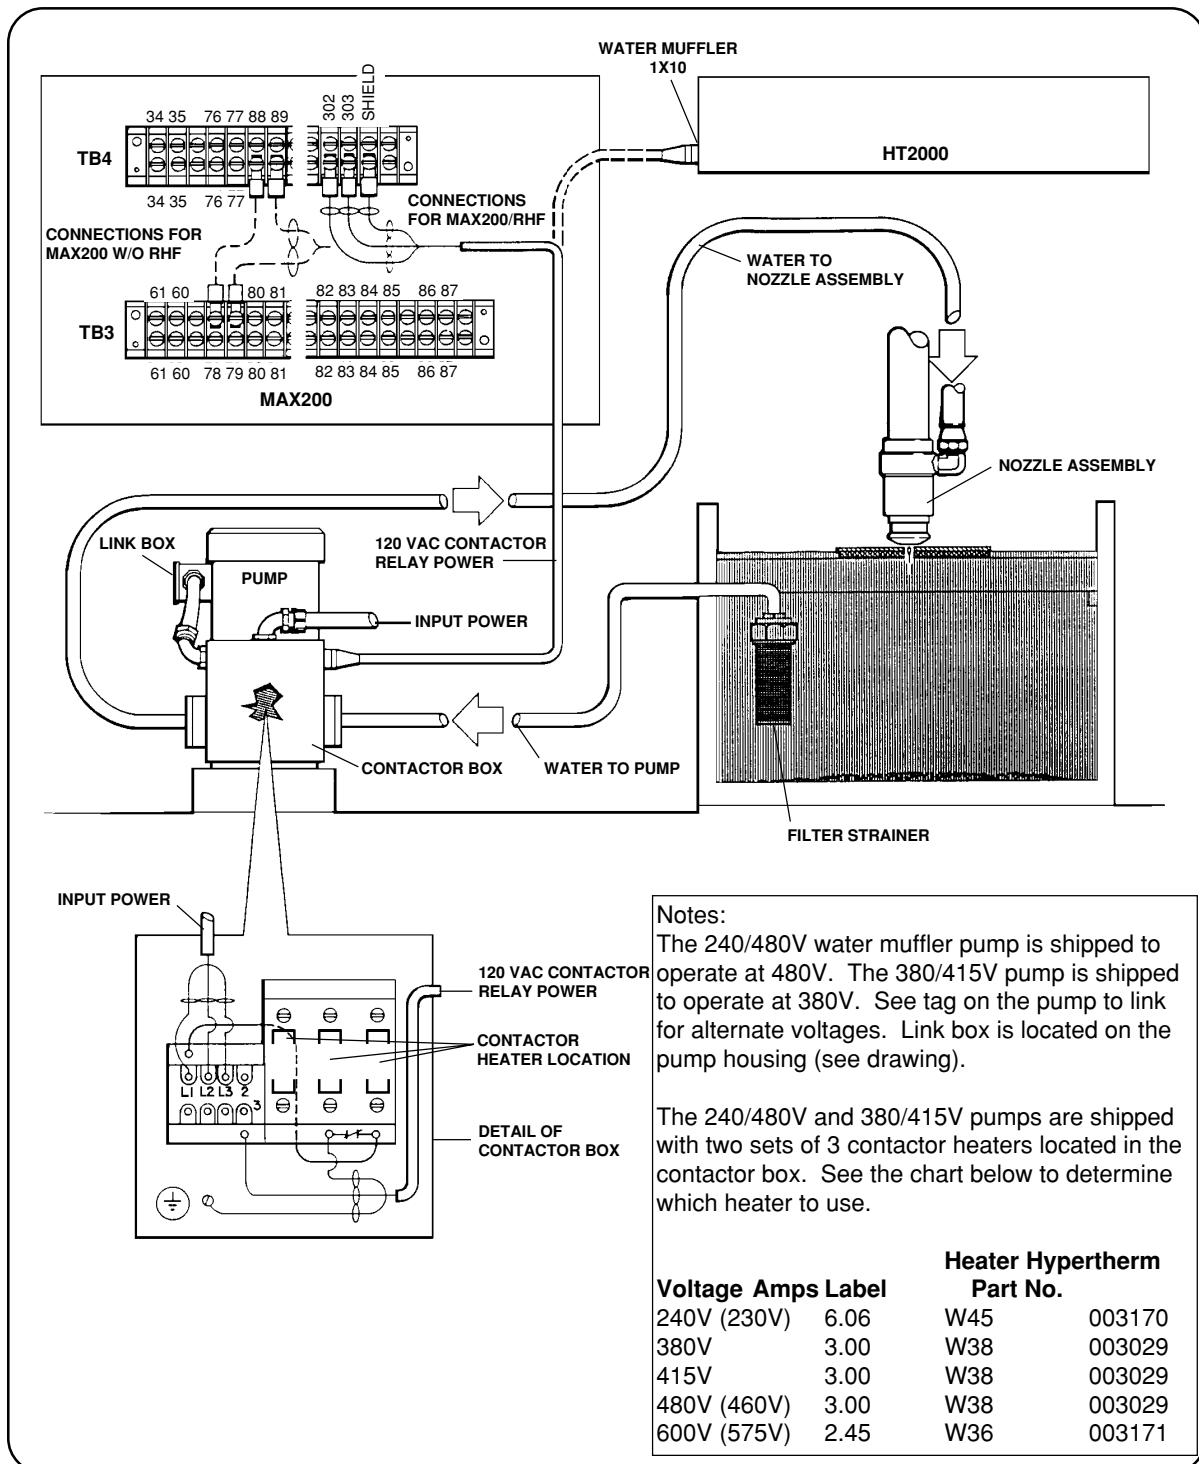 WATER MUFFLER
1X10
HT2000
34 35 76 77 88 89 302 303 SHIELD
TB4
34 35 76 77
CONNECTIONS
FOR MAX200/RHF
CONNECTIONS FOR
MAX200 W/O RHF
61 60 80 81 82 83 84 85 86 87
TB3
61 60 78 79 80 81 82 83 84 85 86 87
MAX200
WATER TO
NOZZLE ASSEMBLY
NOZZLE ASSEMBLY
LINK BOX
PUMP
120 VAC CONTACTOR
RELAY POWER
INPUT POWER
CONTACTOR BOX
WATER TO PUMP
FILTER STRAINER
INPUT POWER
120 VAC CONTACTOR
RELAY POWER
CONTACTOR
HEATER LOCATION
L1 L2 L3 2
3
DETAIL OF
CONTACTOR BOX
Notes:
The 240/480V water muffler pump is shipped to
operate at 480V. The 380/415V pump is shipped
to operate at 380V. See tag on the pump to link
for alternate voltages. Link box is located on the
pump housing (see drawing).
The 240/480V and 380/415V pumps are shipped
with two sets of 3 contactor heaters located in the
contactor box. See the chart below to determine
which heater to use.
Heater Hypertherm
Voltage Amps Label Part No.
240V (230V) 6.06 W45 003170
380V 3.00 W38 003029
415V 3.00 W38 003029
480V (460V) 3.00 W38 003029
600V (575V) 2.45 W36 003171